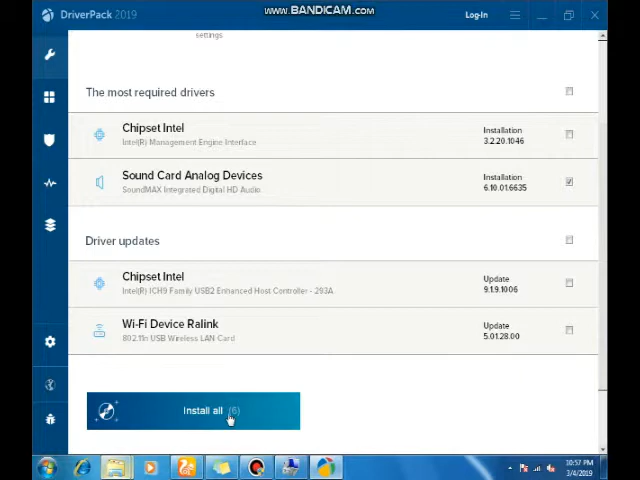 DriverPack 2019
www.BANDICAM.com
Log-In
settings
The most required drivers
Chipset Intel
Intel(R) Management Engine Interface
Installation
3.2.20.1046
Sound Card Analog Devices
SoundMAX Integrated Digital HD Audio
Installation
6.10.01.6635
Driver updates
Chipset Intel
Intel(R) ICH9 Family USB2 Enhanced Host Controller - 293A
Update
9.1.9.1006
Wi-Fi Device Ralink
802.11n USB Wireless LAN Card
Update
5.01.28.00
Install all (6)
10:57 PM
3/4/2019